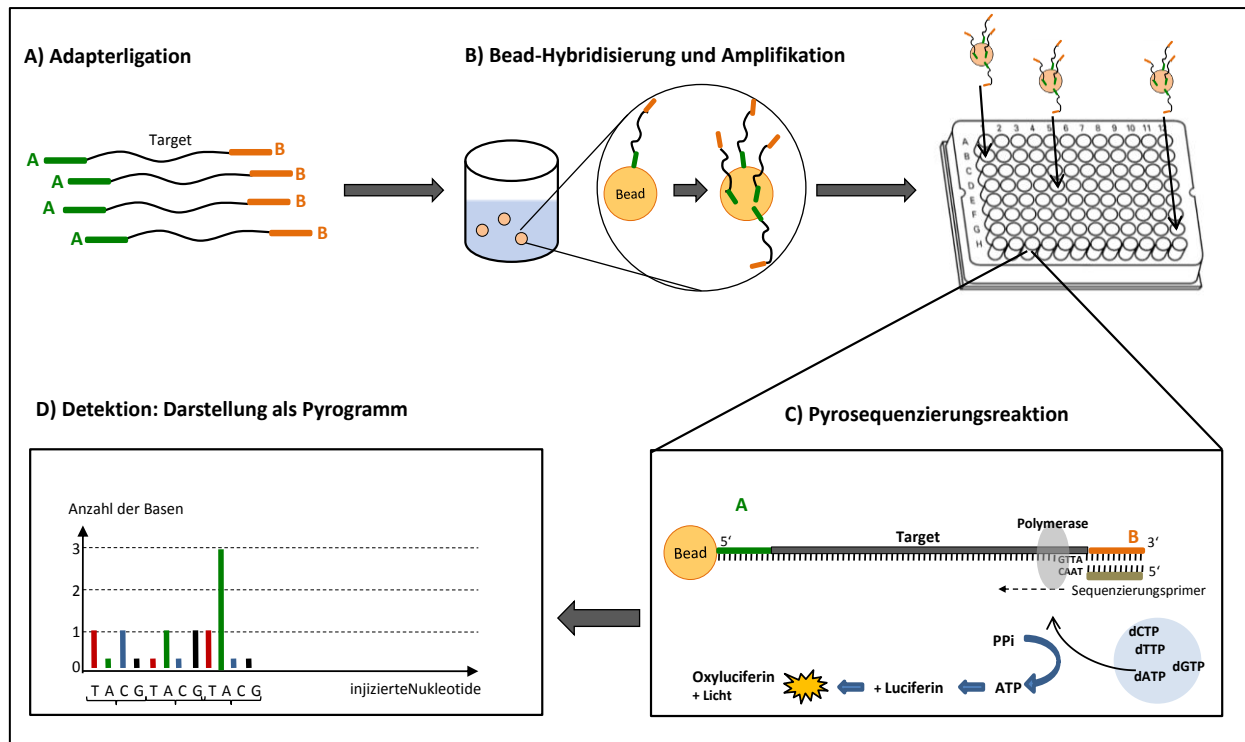 A) Adapterligation
Target
A B
A B
A B
A B
B) Bead-Hybridisierung und Amplifikation
Bead
2 3 4 5 6 7 8 9 10 11 12
A
B
C
D
E
F
G
H
C) Pyrosequenzierungsreaktion
A
Polymerase
B
5‘ Target 3‘
Bead
GTTA
CAAT 5‘
Sequenzierungsprimer
PPi
dCTP
dTTP
dGTP
dATP
ATP
+ Luciferin
Oxyluciferin
+ Licht
D) Detektion: Darstellung als Pyrogramm
Anzahl der Basen
3
2
1
0
T A C G T A C G T A C G
injizierteNukleotide